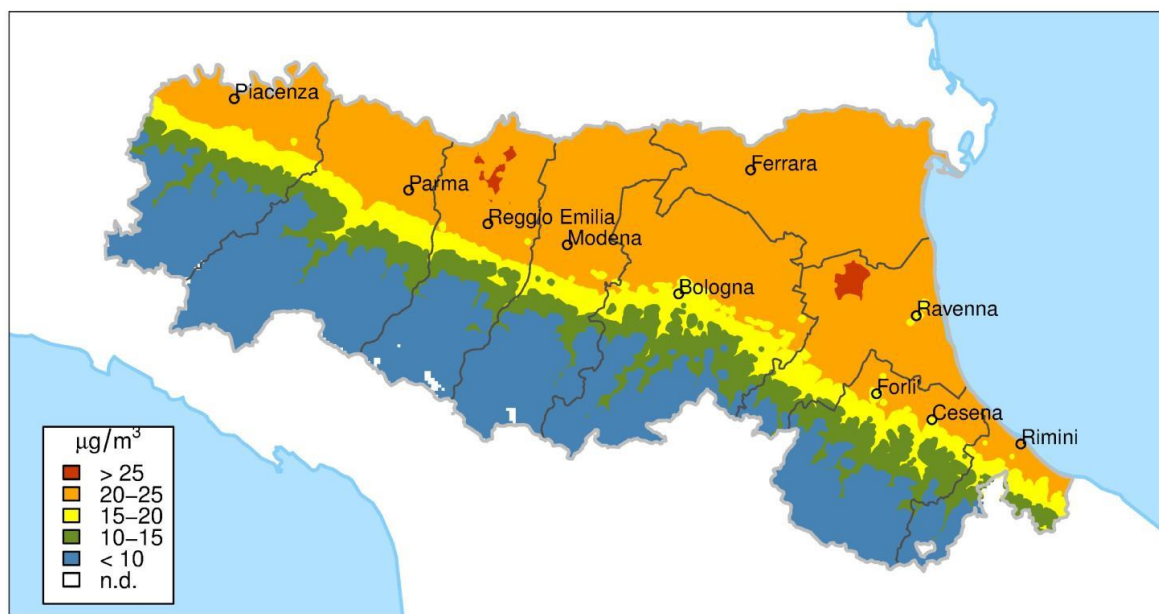 Piacenza
Ferrara
Parma
Reggio Emilia
Modena
Bologna
Ravenna
Forli'
Cesena
Rimini
μg/m³
> 25
20−25
15−20
10−15
< 10
n.d.